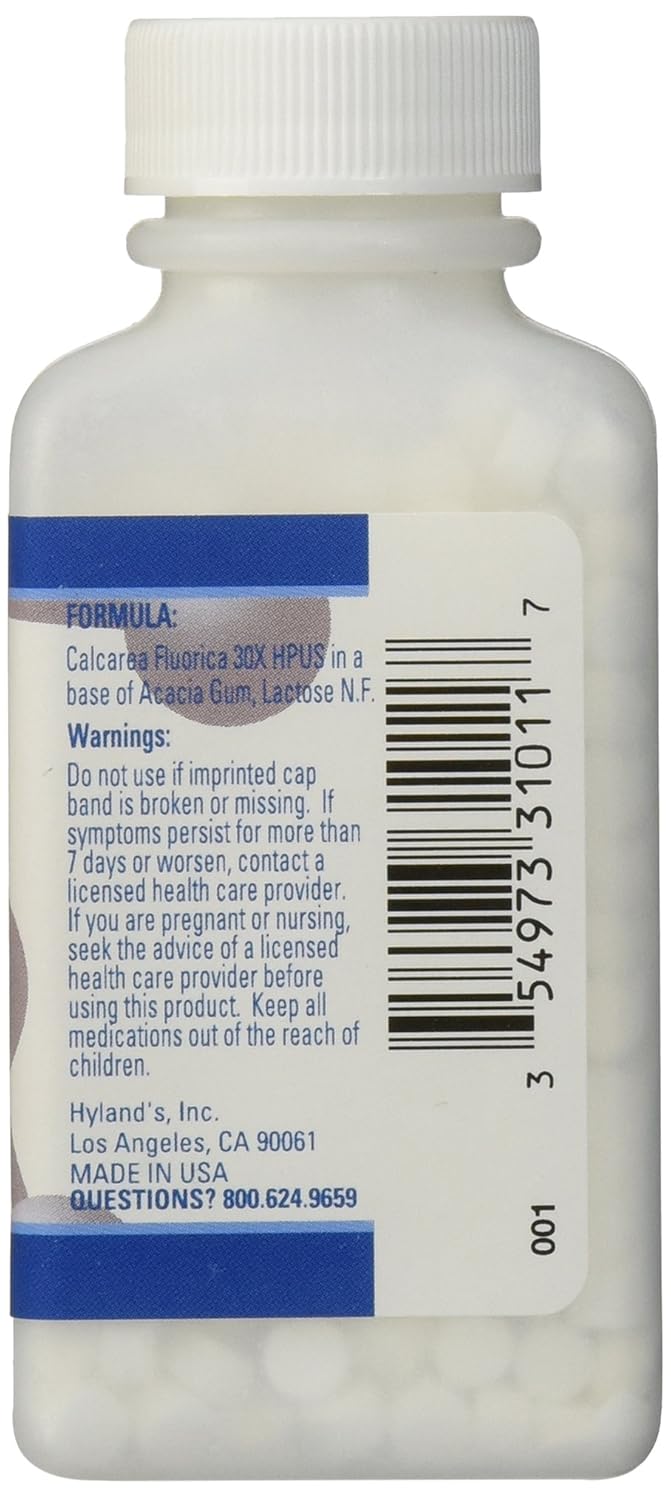 FORMULA:
Calcarea Fluorica 30X HPUS in a
base of Acacia Gum, Lactose N.F.
Warnings:
Do not use if imprinted cap
band is broken or missing. If
symptoms persist for more than
7 days or worsen, contact a
licensed health care provider.
If you are pregnant or nursing,
seek the advice of a licensed
health care provider before
using this product. Keep all
medications out of the reach of
children.
Hyland's, Inc.
Los Angeles, CA 90061
MADE IN USA
QUESTIONS? 800.624.9659
3 54973 31011 7
001